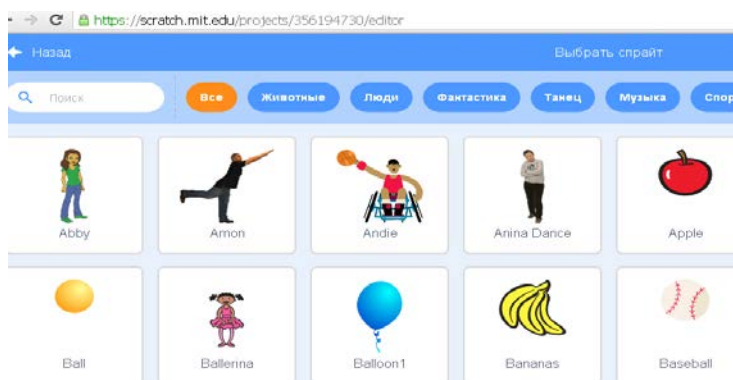 https://scratch.mit.edu/projects/356194730/editor
Назад Выбрать спрайт
Поиск Все Животные Люди Фантастика Танец Музыка Спор
Abby Amon Andie Anina Dance Apple
Ball Ballerina Balloon1 Bananas Baseball